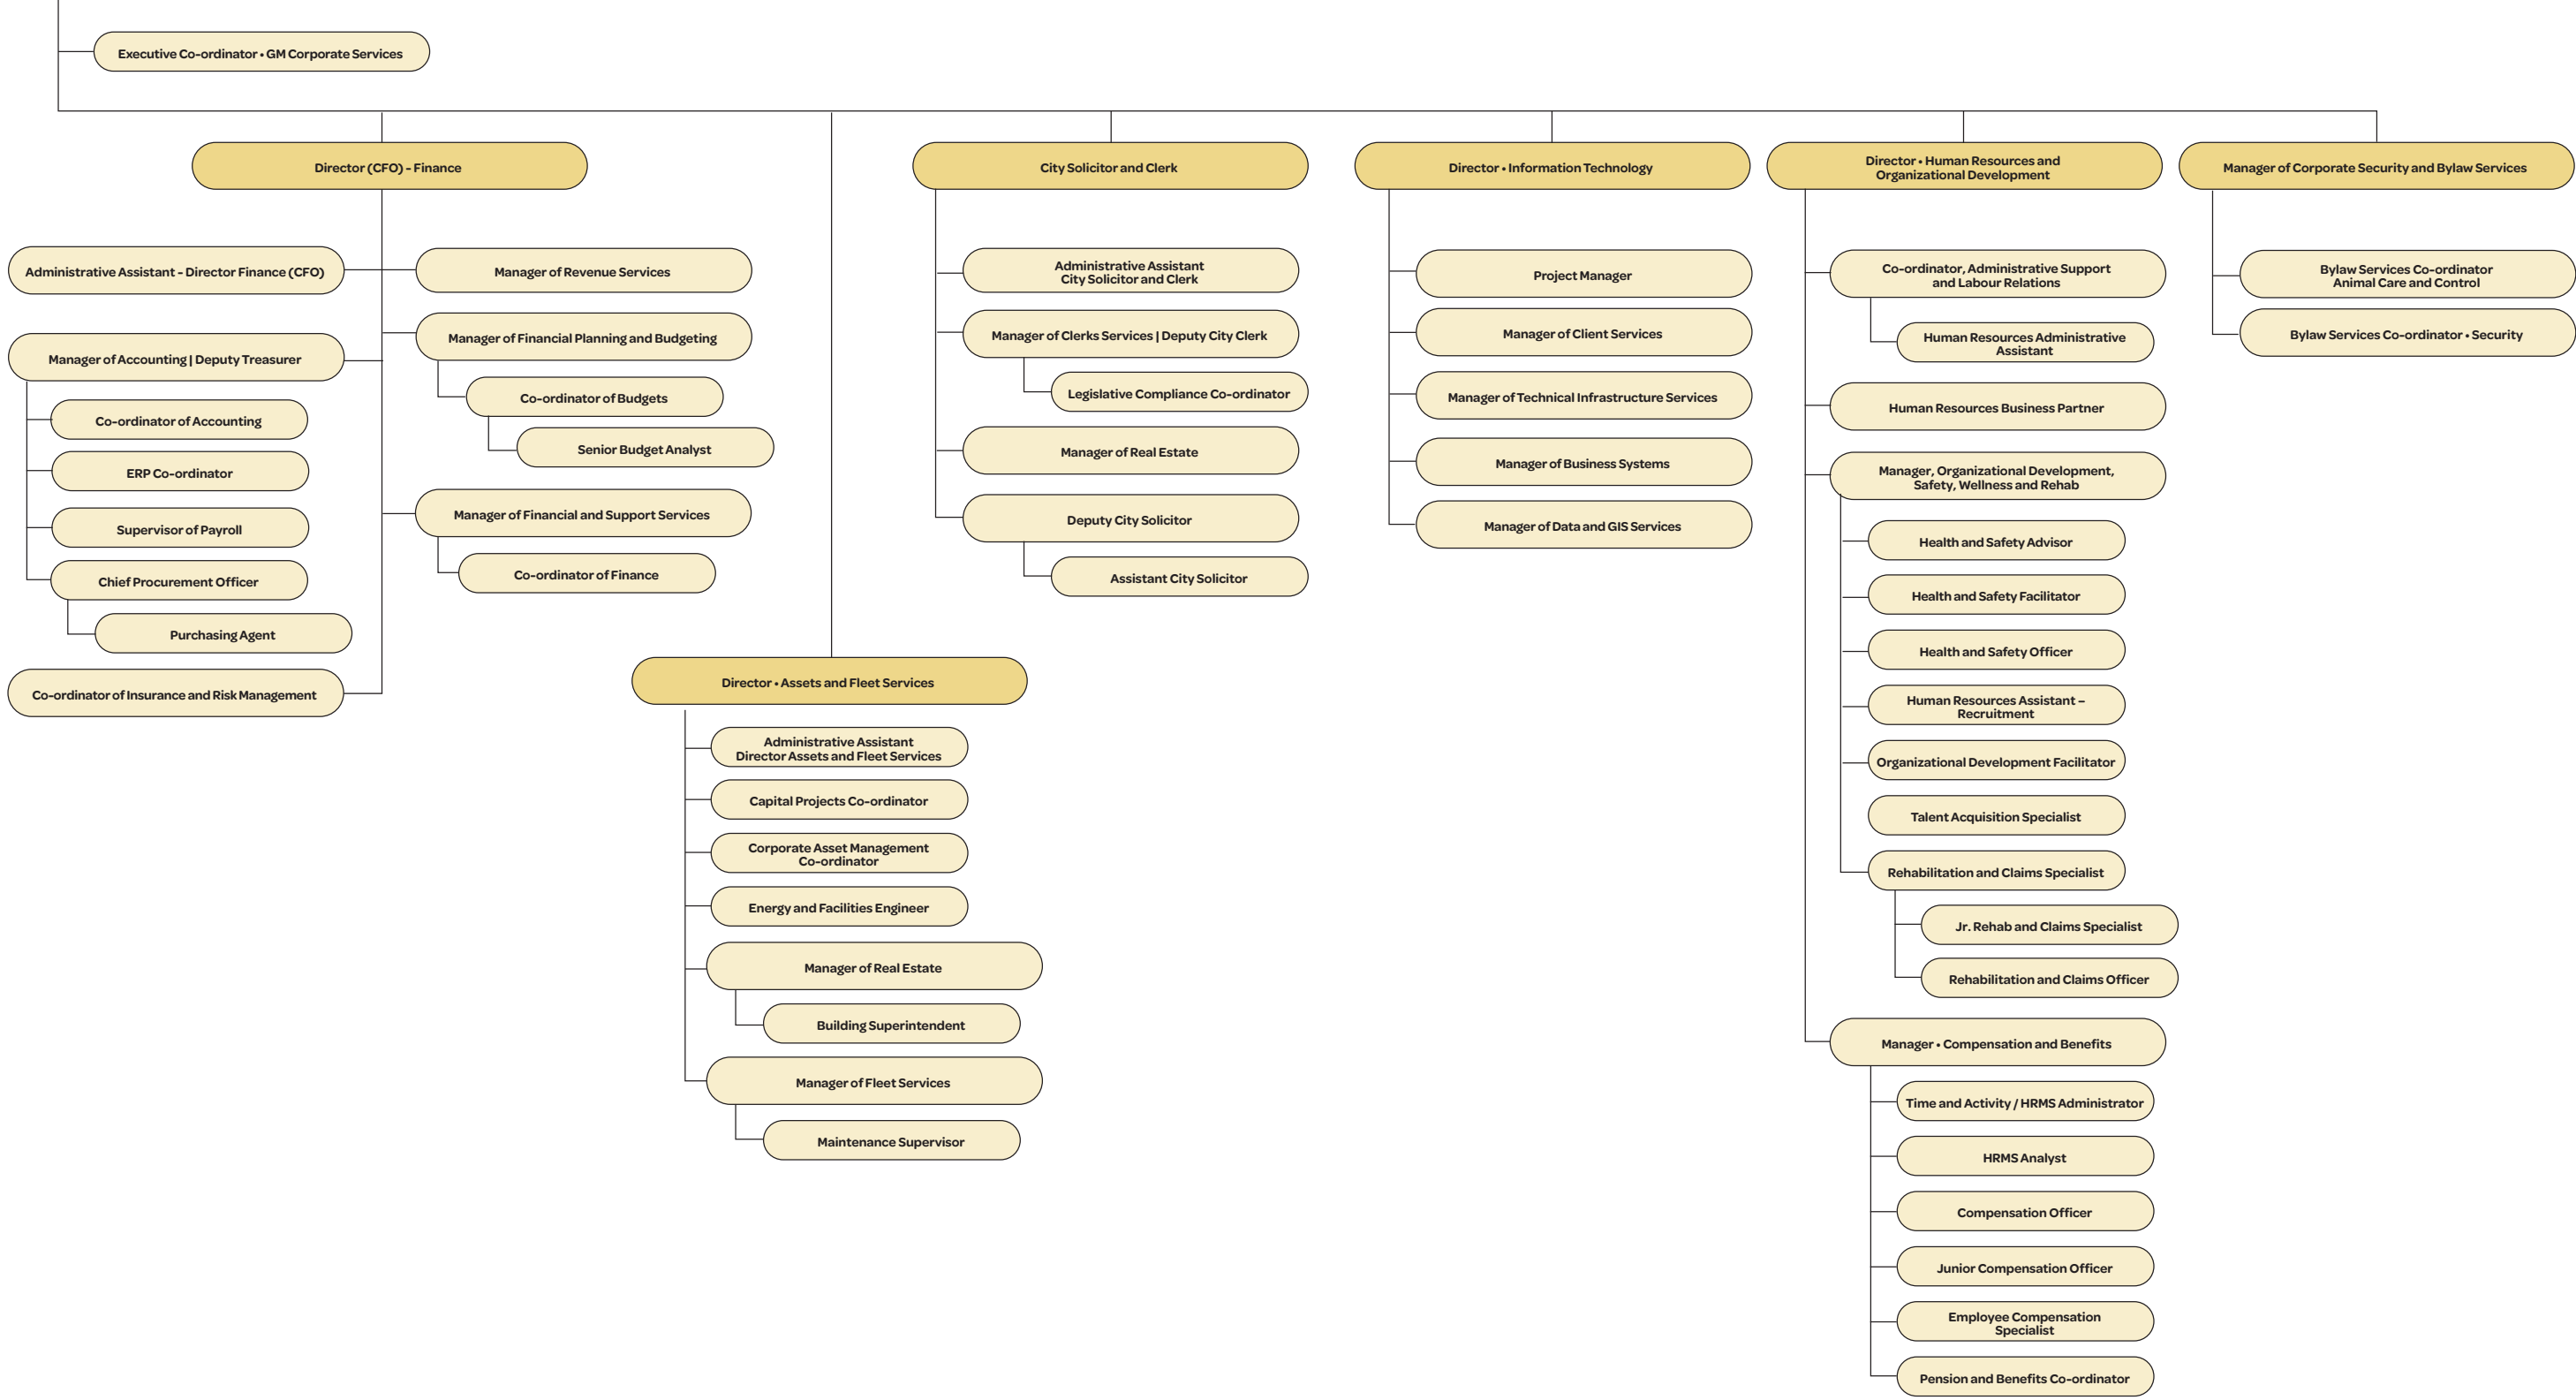 Executive Co-ordinator • GM Corporate Services
Director (CFO) - Finance
Administrative Assistant - Director Finance (CFO)
Manager of Accounting | Deputy Treasurer
Co-ordinator of Accounting
ERP Co-ordinator
Supervisor of Payroll
Chief Procurement Officer
Purchasing Agent
Co-ordinator of Insurance and Risk Management
Manager of Revenue Services
Manager of Financial Planning and Budgeting
Co-ordinator of Budgets
Senior Budget Analyst
Manager of Financial and Support Services
Co-ordinator of Finance
Director • Assets and Fleet Services
Administrative Assistant
Director Assets and Fleet Services
Capital Projects Co-ordinator
Corporate Asset Management
Co-ordinator
Energy and Facilities Engineer
Manager of Real Estate
Building Superintendent
Manager of Fleet Services
Maintenance Supervisor
City Solicitor and Clerk
Administrative Assistant
City Solicitor and Clerk
Manager of Clerks Services | Deputy City Clerk
Legislative Compliance Co-ordinator
Manager of Real Estate
Deputy City Solicitor
Assistant City Solicitor
Director • Information Technology
Project Manager
Manager of Client Services
Manager of Technical Infrastructure Services
Manager of Business Systems
Manager of Data and GIS Services
Director • Human Resources and
Organizational Development
Co-ordinator, Administrative Support
and Labour Relations
Human Resources Administrative
Assistant
Human Resources Business Partner
Manager, Organizational Development,
Safety, Wellness and Rehab
Health and Safety Advisor
Health and Safety Facilitator
Health and Safety Officer
Human Resources Assistant –
Recruitment
Organizational Development Facilitator
Talent Acquisition Specialist
Rehabilitation and Claims Specialist
Jr. Rehab and Claims Specialist
Rehabilitation and Claims Officer
Manager • Compensation and Benefits
Time and Activity / HRMS Administrator
HRMS Analyst
Compensation Officer
Junior Compensation Officer
Employee Compensation
Specialist
Pension and Benefits Co-ordinator
Manager of Corporate Security and Bylaw Services
Bylaw Services Co-ordinator
Animal Care and Control
Bylaw Services Co-ordinator • Security